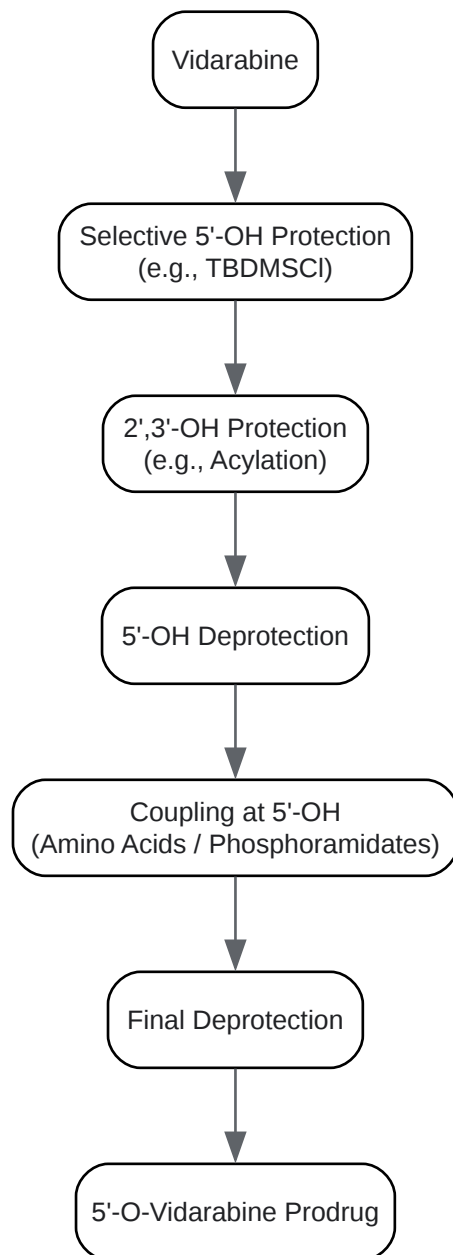 Vidarabine
Selective 5'-OH Protection
(e.g., TBDMSCl)
2',3'-OH Protection
(e.g., Acylation)
5'-OH Deprotection
Coupling at 5'-OH
(Amino Acids / Phosphoramidates)
Final Deprotection
5'-O-Vidarabine Prodrug